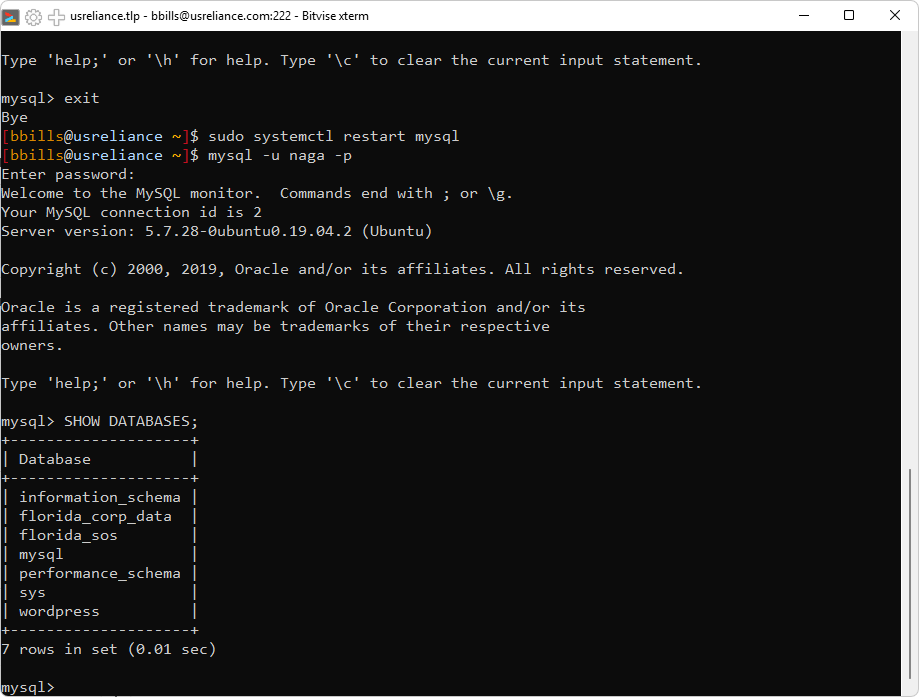 usreliance.tlp - bbills@usreliance.com:222 - Bitvise xterm
Type 'help;' or '\h' for help. Type '\c' to clear the current input statement.
mysql> exit
Bye
[bbills@usreliance ~]$ sudo systemctl restart mysql
[bbills@usreliance ~]$ mysql -u naga -p
Enter password:
Welcome to the MySQL monitor.  Commands end with ; or \g.
Your MySQL connection id is 2
Server version: 5.7.28-0ubuntu0.19.04.2 (Ubuntu)
Copyright (c) 2000, 2019, Oracle and/or its affiliates. All rights reserved.
Oracle is a registered trademark of Oracle Corporation and/or its
affiliates. Other names may be trademarks of their respective
owners.
Type 'help;' or '\h' for help. Type '\c' to clear the current input statement.
mysql> SHOW DATABASES;
+--------------------+
| Database           |
+--------------------+
| information_schema |
| florida_corp_data  |
| florida_sos        |
| mysql              |
| performance_schema |
| sys                |
| wordpress          |
+--------------------+
7 rows in set (0.01 sec)
mysql>